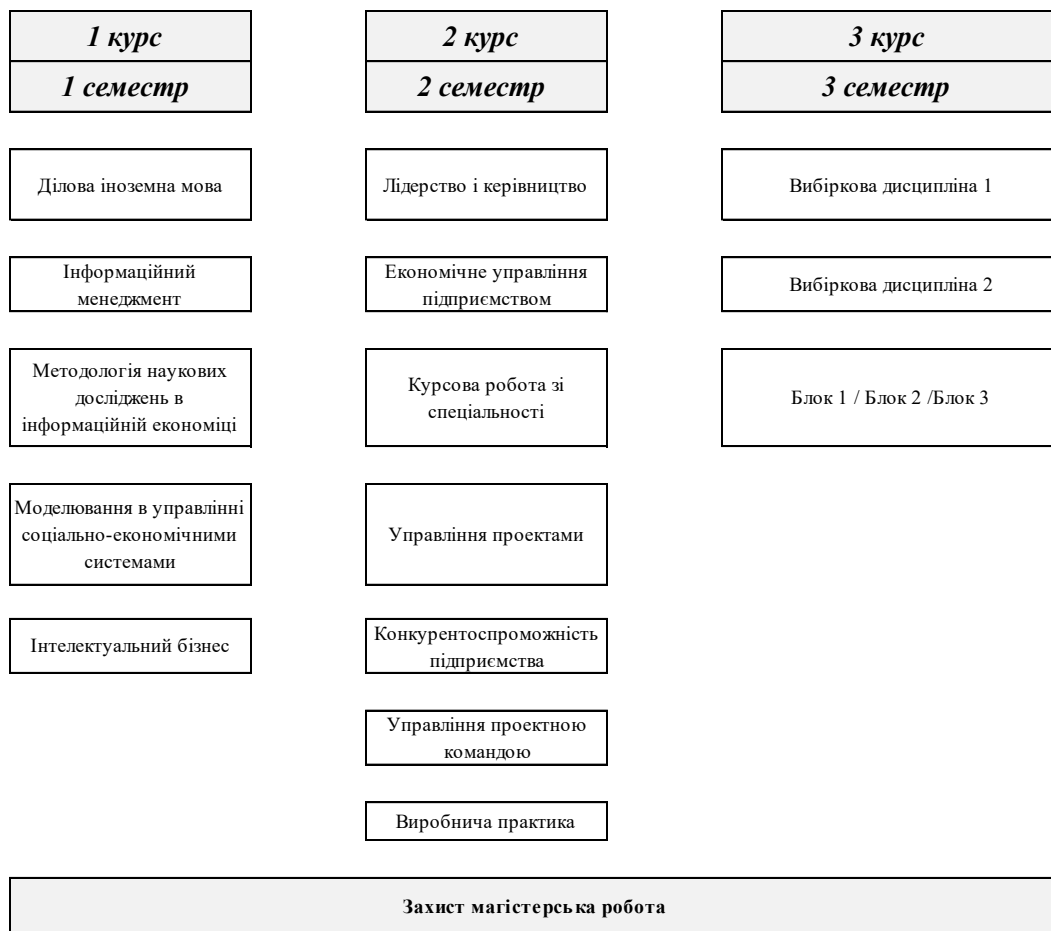 1 курс
1 семестр
Ділова іноземна мова
Інформаційний
менеджмент
Методологія наукових
досліджень в
інформаційній економіці
Моделювання в управлінні
соціально-економічними
системами
Інтелектуальний бізнес
2 курс
2 семестр
Лідерство і керівництво
Економічне управління
підприємством
Курсова робота зі
спеціальності
Управління проектами
Конкурентоспроможність
підприємства
Управління проектною
командою
Виробнича практика
3 курс
3 семестр
Вибіркова дисципліна 1
Вибіркова дисципліна 2
Блок 1 / Блок 2 /Блок 3
Захист магістерська робота